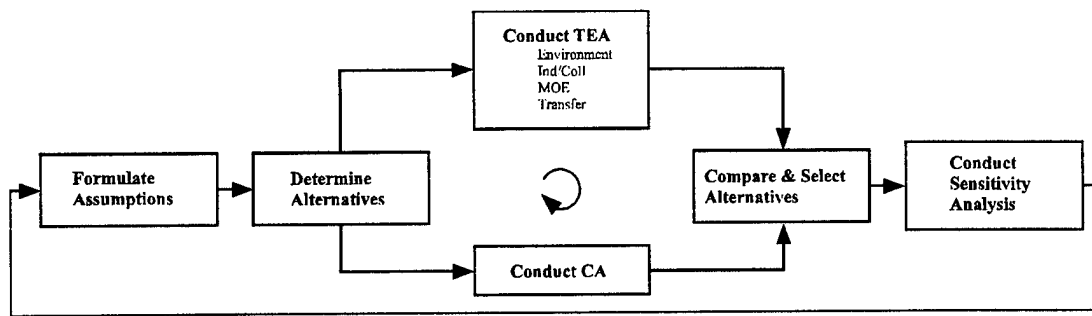 Conduct TEA
Environment
Ind/Coll
MOE
Transfer
Formulate
Assumptions
Determine
Alternatives
Compare & Select
Alternatives
Conduct
Sensitivity
Analysis
Conduct CA